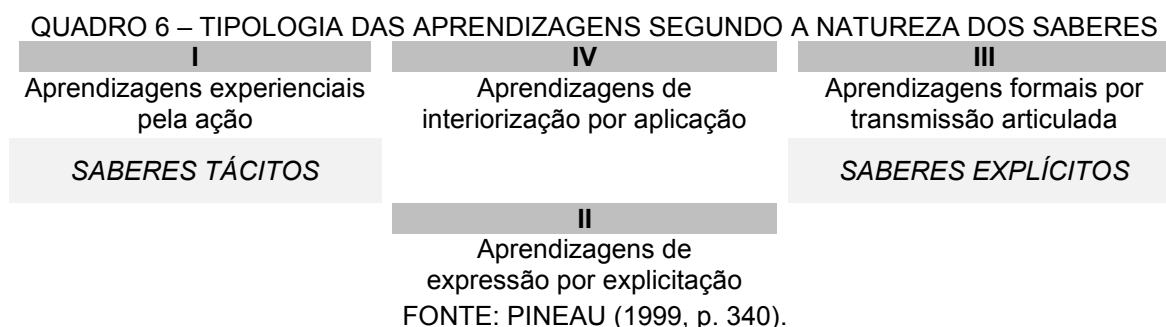 QUADRO 6 – TIPOLOGIA DAS APRENDIZAGENS SEGUNDO A NATUREZA DOS SABERES
I
Aprendizagens experienciais
pela ação
SABERES TÁCITOS
IV
Aprendizagens de
interiorização por aplicação
III
Aprendizagens formais por
transmissão articulada
SABERES EXPLÍCITOS
II
Aprendizagens de
expressão por explicitação
FONTE: PINEAU (1999, p. 340).